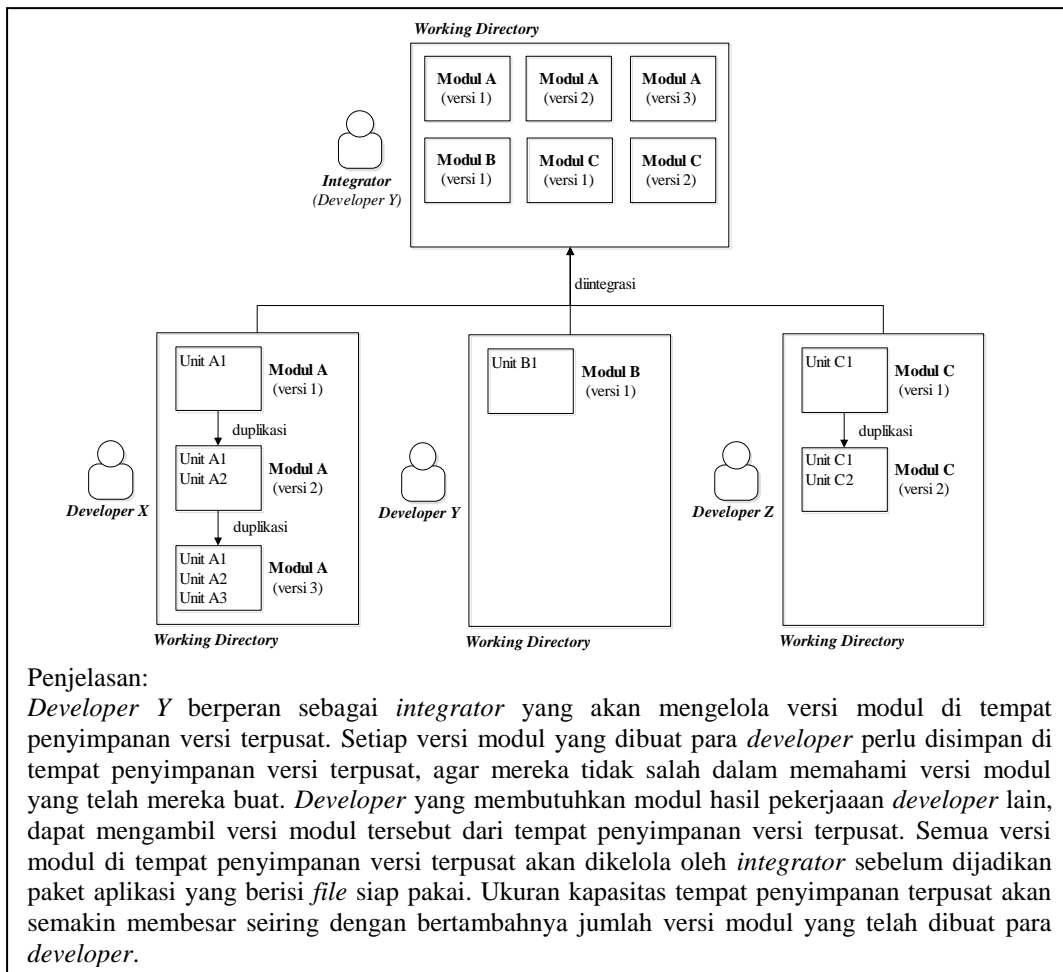 Working Directory
Modul A
(versi 1)
Modul A
(versi 2)
Modul A
(versi 3)
Modul B
(versi 1)
Modul C
(versi 1)
Modul C
(versi 2)
Integrator
(Developer Y)
diintegrasi
Unit A1
Modul A
(versi 1)
duplikasi
Unit A1
Unit A2
Modul A
(versi 2)
duplikasi
Unit A1
Unit A2
Unit A3
Modul A
(versi 3)
Developer X
Working Directory
Unit B1
Modul B
(versi 1)
Developer Y
Working Directory
Unit C1
Modul C
(versi 1)
duplikasi
Unit C1
Unit C2
Modul C
(versi 2)
Developer Z
Working Directory
Penjelasan:
Developer Y berperan sebagai integrator yang akan mengelola versi modul di tempat
penyimpanan versi terpusat. Setiap versi modul yang dibuat para developer perlu disimpan di
tempat penyimpanan versi terpusat, agar mereka tidak salah dalam memahami versi modul
yang telah mereka buat. Developer yang membutuhkan modul hasil pekerjaaan developer lain,
dapat mengambil versi modul tersebut dari tempat penyimpanan versi terpusat. Semua versi
modul di tempat penyimpanan versi terpusat akan dikelola oleh integrator sebelum dijadikan
paket aplikasi yang berisi file siap pakai. Ukuran kapasitas tempat penyimpanan terpusat akan
semakin membesar seiring dengan bertambahnya jumlah versi modul yang telah dibuat para
developer.